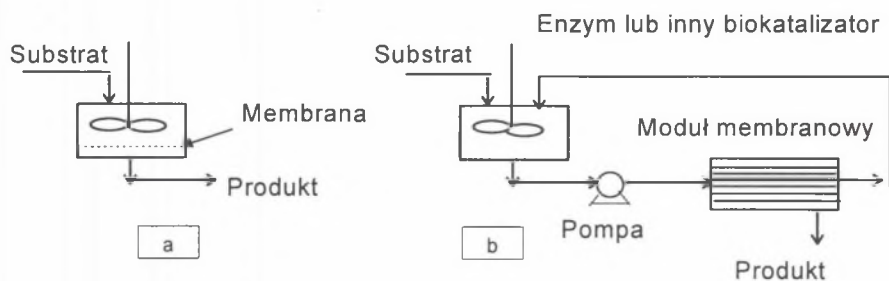 Substrat
Membrana
Produkt
a
Enzym lub inny biokatalizator
Substrat
Moduł membranowy
Pompa
Produkt
b